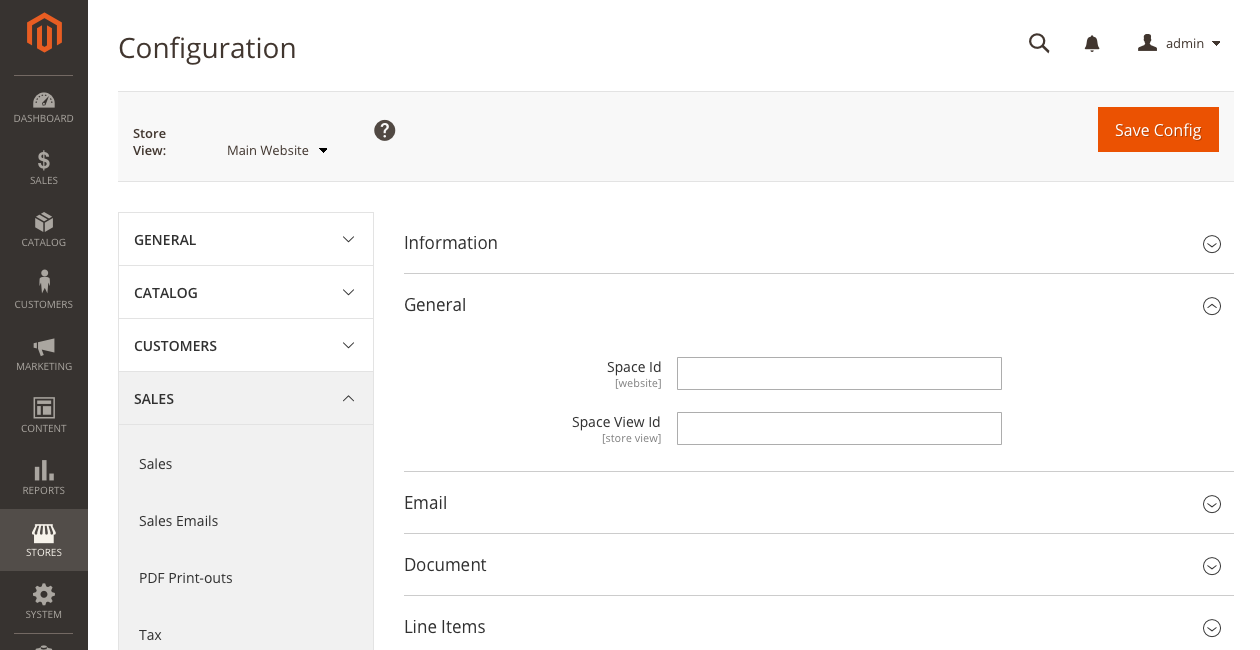 Configuration
admin
Store
View:
Main Website
?
Save Config
DASHBOARD
SALES
CATALOG
CUSTOMERS
MARKETING
CONTENT
REPORTS
STORES
SYSTEM
GENERAL
CATALOG
CUSTOMERS
SALES
Sales
Sales Emails
PDF Print-outs
Tax
Information
General
Space Id
[website]
Space View Id
[store view]
Email
Document
Line Items